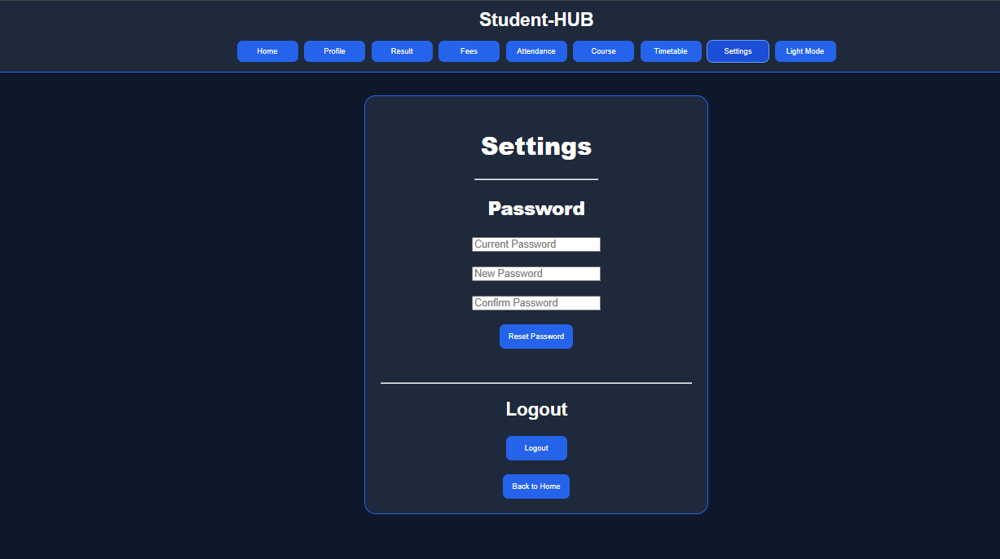 Student-HUB
Home Profile Result Fees Attendance Course Timetable Settings Light Mode
Settings
Password
Current Password
New Password
Confirm Password
Reset Password
Logout
Logout
Back to Home